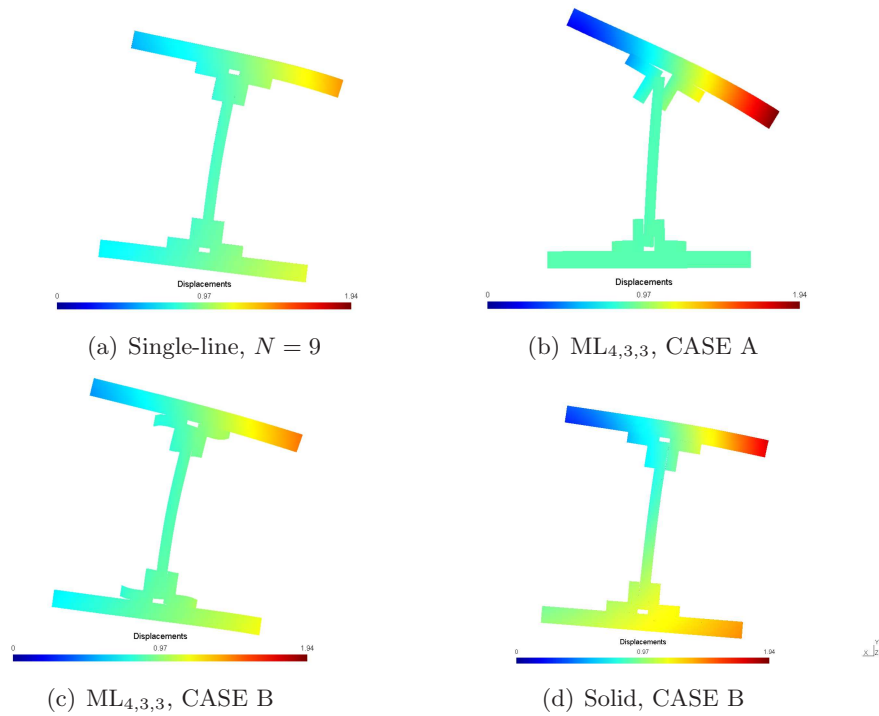 Displacements
0 0.97 1.94
(a) Single-line, N = 9
Displacements
0 0.97 1.94
(b) ML4,3,3, CASE A
Displacements
0 0.97 1.94
(c) ML4,3,3, CASE B
Displacements
0 0.97 1.94
(d) Solid, CASE B
Y
X Z